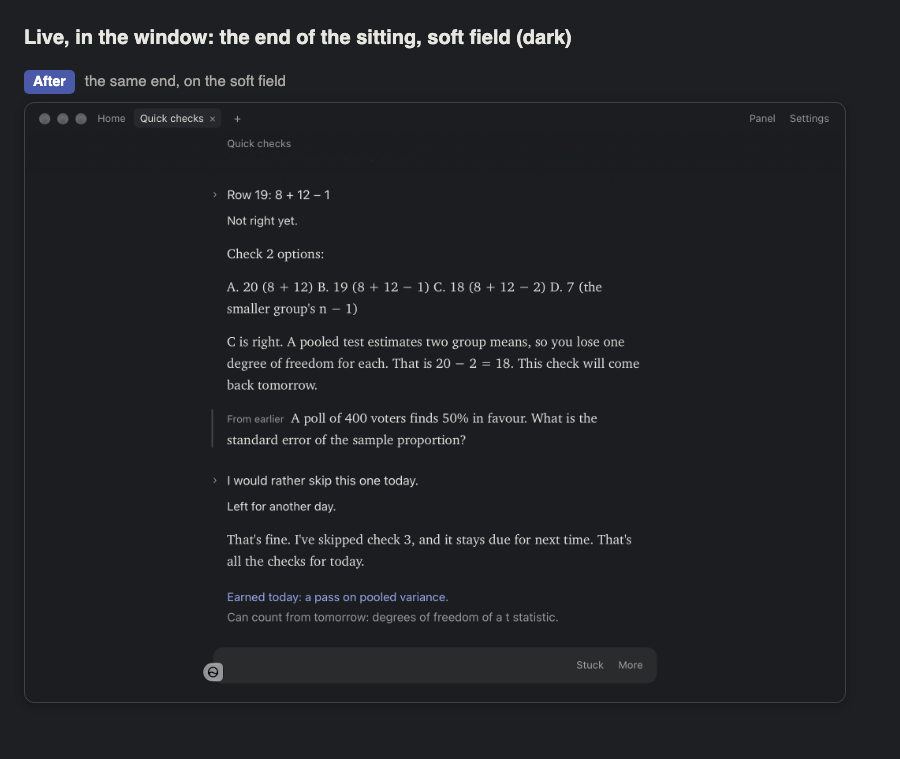 Live, in the window: the end of the sitting, soft field (dark)
After the same end, on the soft field
Home Quick checks × + Panel Settings
Quick checks
› Row 19: 8 + 12 – 1
Not right yet.
Check 2 options:
A. 20 (8 + 12) B. 19 (8 + 12 − 1) C. 18 (8 + 12 − 2) D. 7 (the
smaller group's n − 1)
C is right. A pooled test estimates two group means, so you lose one
degree of freedom for each. That is 20 − 2 = 18. This check will come
back tomorrow.
From earlier A poll of 400 voters finds 50% in favour. What is the
standard error of the sample proportion?
› I would rather skip this one today.
Left for another day.
That's fine. I've skipped check 3, and it stays due for next time. That's
all the checks for today.
Earned today: a pass on pooled variance.
Can count from tomorrow: degrees of freedom of a t statistic.
Stuck More